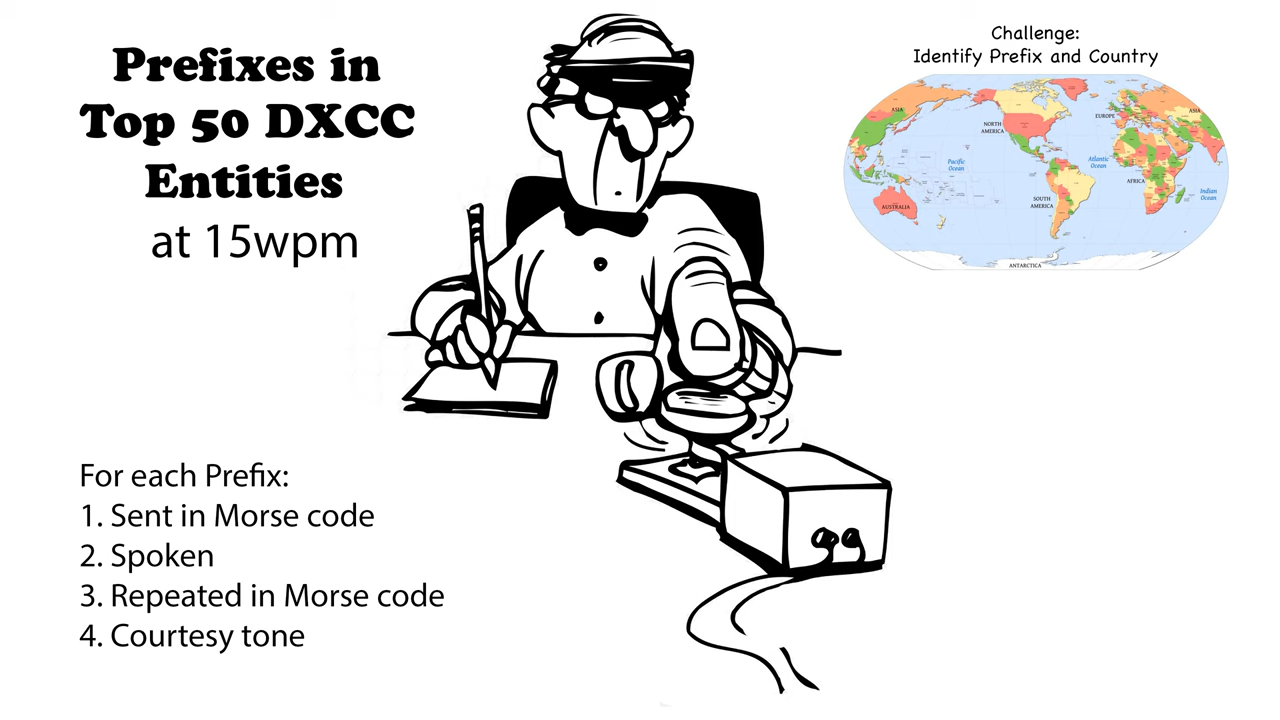 Prefixes in
Top 50 DXCC
Entities
at 15wpm
Challenge:
Identify Prefix and Country
ASIA
NORTH
AMERICA
EUROPE
ASIA
Pacific
Ocean
Atlantic
Ocean
AFRICA
Indian
Ocean
SOUTH
AMERICA
AUSTRALIA
ANTARCTICA
For each Prefix:
1. Sent in Morse code
2. Spoken
3. Repeated in Morse code
4. Courtesy tone